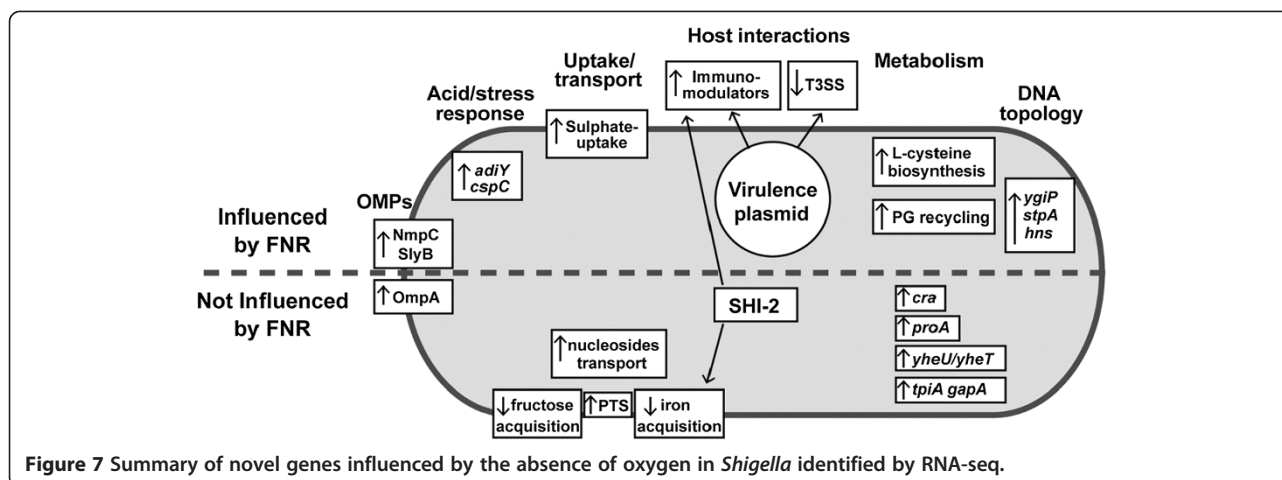 Host interactions
Uptake/
transport
Metabolism
Acid/stress
response
DNA
topology
↑ Immuno-
modulators
↓ T3SS
↑ Sulphate-
uptake
↑ adiY
cspC
Virulence
plasmid
↑ L-cysteine
biosynthesis
↑ PG recycling
↑ ygiP
stpA
hns
OMPs
Influenced
by FNR
↑ NmpC
SlyB
Not Influenced
by FNR
↑ OmpA
SHI-2
↑ cra
↑ proA
↑ yheU/yheT
↑ tpiA gapA
↑ nucleosides
transport
↓ fructose
acquisition
↑ PTS
↓ iron
acquisition
Figure 7 Summary of novel genes influenced by the absence of oxygen in Shigella identified by RNA-seq.